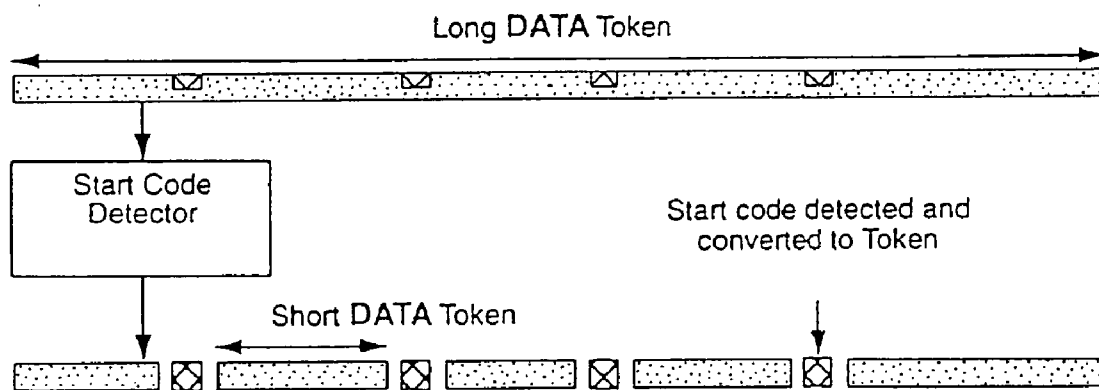 Long DATA Token
Start Code
Detector
Start code detected and
converted to Token
Short DATA Token